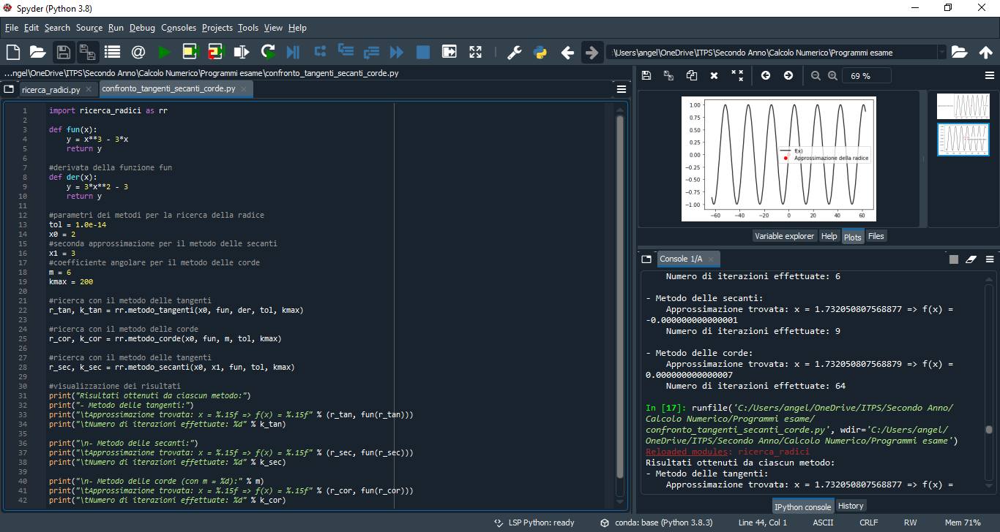 Spyder (Python 3.8)
File Edit Search Source Run Debug Consoles Projects Tools View Help
:\Users\angel\OneDrive\ITPS\Secondo Anno\Calcolo Numerico\Programmi esame
...ngel\OneDrive\ITPS\Secondo Anno\Calcolo Numerico\Programmi esame\confronto_tangenti_secanti_corde.py
ricerca_radici.py
confronto_tangenti_secanti_corde.py
1 import ricerca_radici as rr
2
3 def fun(x):
4     y = x**3 - 3*x
5     return y
6
7 #derivata della funzione fun
8 def der(x):
9     y = 3*x**2 - 3
10     return y
11
12 #parametri dei metodi per la ricerca della radice
13 tol = 1.0e-14
14 x0 = 2
15 #seconda approssimazione per il metodo delle secanti
16 x1 = 3
17 #coefficiente angolare per il metodo delle corde
18 m = 6
19 kmax = 200
20
21 #ricerca con il metodo delle tangenti
22 r_tan, k_tan = rr.metodo_tangenti(x0, fun, der, tol, kmax)
23
24 #ricerca con il metodo delle corde
25 r_cor, k_cor = rr.metodo_corde(x0, fun, m, tol, kmax)
26
27 #ricerca con il metodo delle tangenti
28 r_sec, k_sec = rr.metodo_secanti(x0, x1, fun, tol, kmax)
29
30 #visualizzazione dei risultati
31 print("Risultati ottenuti da ciascun metodo:")
32 print("- Metodo delle tangenti:")
33 print("\tApprossimazione trovata: x = %.15f => f(x) = %.15f" % (r_tan, fun(r_tan)))
34 print("\tNumero di iterazioni effettuate: %d" % k_tan)
35
36 print("\n- Metodo delle secanti:")
37 print("\tApprossimazione trovata: x = %.15f => f(x) = %.15f" % (r_sec, fun(r_sec)))
38 print("\tNumero di iterazioni effettuate: %d" % k_sec)
39
40 print("\n- Metodo delle corde (con m = %d):" % m)
41 print("\tApprossimazione trovata: x = %.15f => f(x) = %.15f" % (r_cor, fun(r_cor)))
42 print("\tNumero di iterazioni effettuate: %d" % k_cor)
69 %
1.00
0.75
0.50
0.25
0.00
−0.25
−0.50
−0.75
−1.00
−60 −40 −20 0 20 40 60
f(x)
Approssimazione della radice
Variable explorer Help Plots Files
Console 1/A
Numero di iterazioni effettuate: 6
- Metodo delle secanti:
Approssimazione trovata: x = 1.732050807568877 => f(x) =
-0.000000000000001
Numero di iterazioni effettuate: 9
- Metodo delle corde:
Approssimazione trovata: x = 1.732050807568879 => f(x) =
0.000000000000007
Numero di iterazioni effettuate: 64
In [17]: runfile('C:/Users/angel/OneDrive/ITPS/Secondo Anno/
Calcolo Numerico/Programmi esame/
confronto_tangenti_secanti_corde.py', wdir='C:/Users/angel/
OneDrive/ITPS/Secondo Anno/Calcolo Numerico/Programmi esame')
Reloaded modules: ricerca_radici
Risultati ottenuti da ciascun metodo:
- Metodo delle tangenti:
Approssimazione trovata: x = 1.732050807568877 => f(x) =
IPython console History
LSP Python: ready conda: base (Python 3.8.3) Line 44, Col 1 ASCII CRLF RW Mem 71%